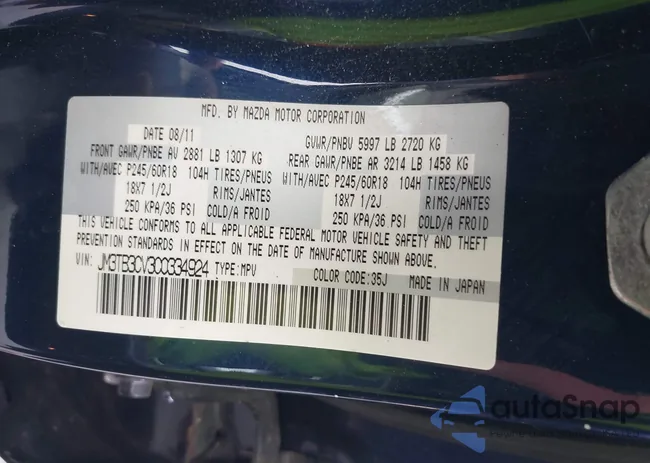 MFD. BY MAZDA MOTOR CORPORATION
DATE 08/11 GVWR/PNBV 5997 LB 2720 KG
FRONT GAWR/PNBE AV 2881 LB 1307 KG REAR GAWR/PNBE AR 3214 LB 1458 KG
WITH/AVEC P245/60R18 104H TIRES/PNEUS WITH/AVEC P245/60R18 104H TIRES/PNEUS
18X7 1/2J RIMS/JANTES 18X7 1/2J RIMS/JANTES
250 KPA/36 PSI COLD/A FROID 250 KPA/36 PSI COLD/A FROID
THIS VEHICLE CONFORMS TO ALL APPLICABLE FEDERAL MOTOR VEHICLE SAFETY AND THEFT
PREVENTION STANDARDS IN EFFECT ON THE DATE OF MANUFACTURE SHOWN ABOVE.
VIN: JM3TB3CV3C0334924 TYPE:MPV COLOR CODE:35J MADE IN JAPAN
autoSnap